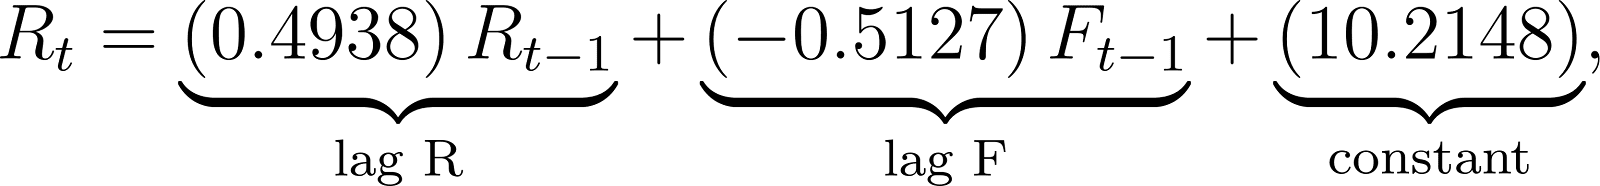 R_t = (0.4938) R_{t−1} + (−0.5127) F_{t−1} + (10.2148),
lag R lag F constant